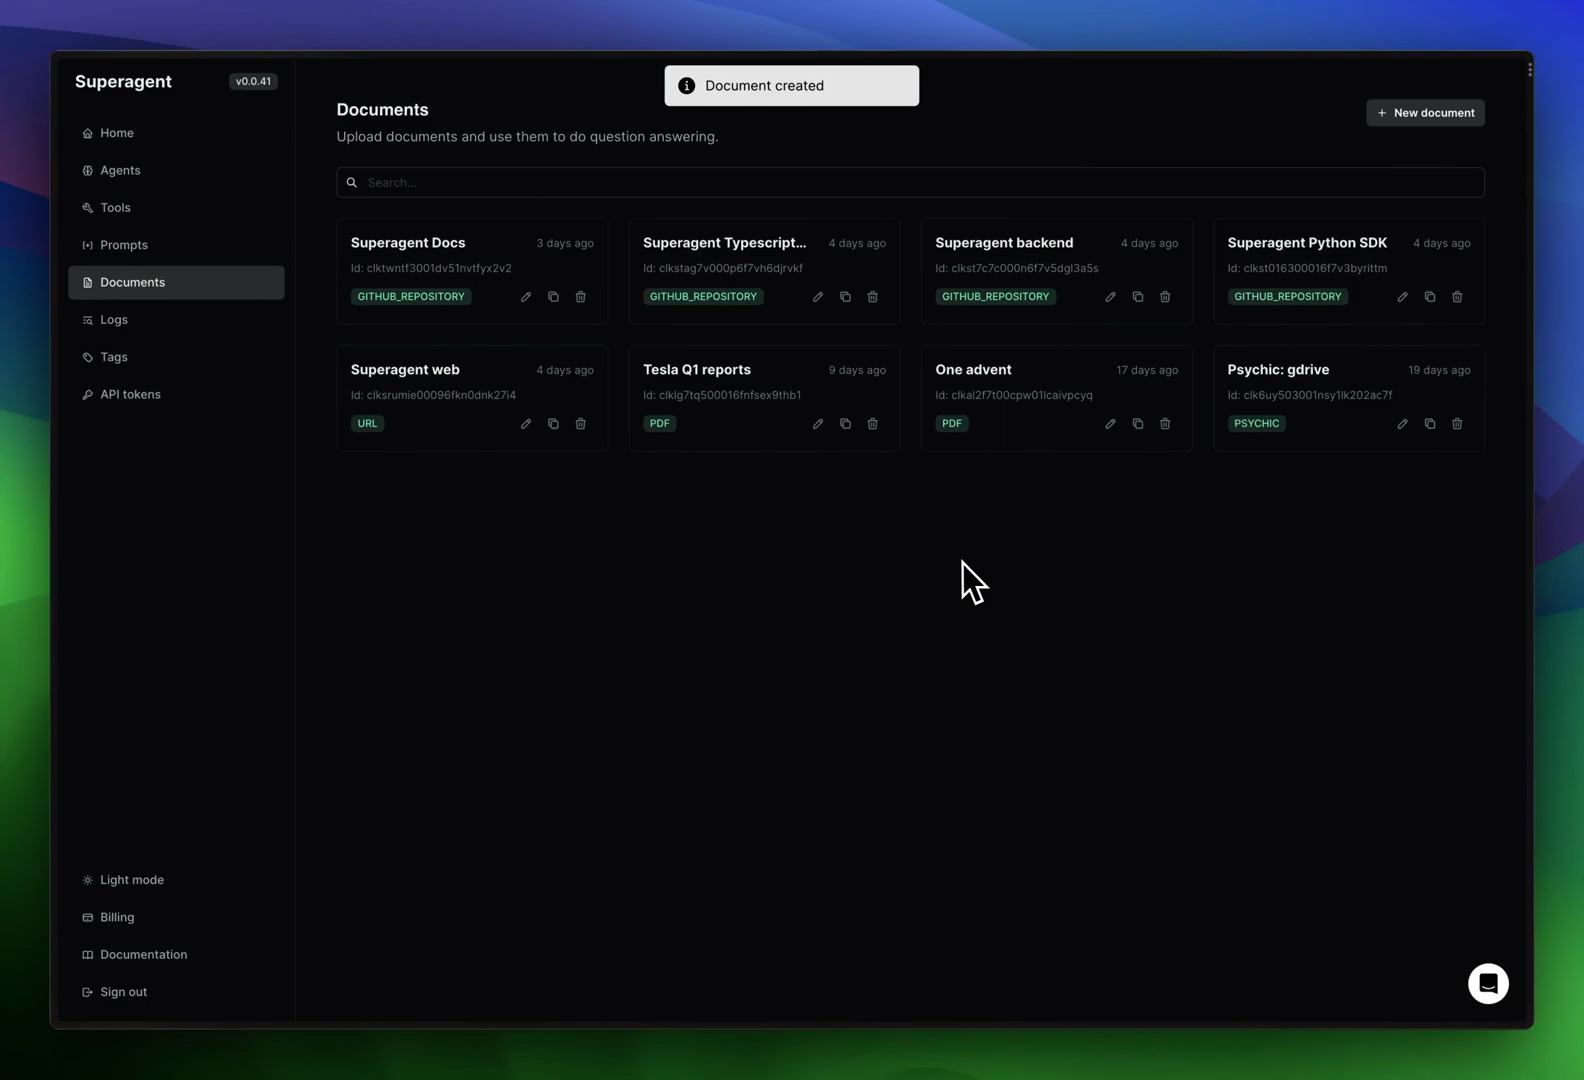 Superagent
v0.0.41
Home
Agents
Tools
Prompts
Documents
Logs
Tags
API tokens
Light mode
Billing
Documentation
Sign out
Document created
Documents
Upload documents and use them to do question answering.
+ New document
Search...
Superagent Docs
3 days ago
Id: clktwntf3001dv51nvtfyx2v2
GITHUB_REPOSITORY
Superagent Typescript...
4 days ago
Id: clkstag7v000p6f7vh6djrvkf
GITHUB_REPOSITORY
Superagent backend
4 days ago
Id: clkst7c7c000n6f7v5dgl3a5s
GITHUB_REPOSITORY
Superagent Python SDK
4 days ago
Id: clkst016300016f7v3byrittm
GITHUB_REPOSITORY
Superagent web
4 days ago
Id: clksrumie00096fkn0dnk27i4
URL
Tesla Q1 reports
9 days ago
Id: clklg7tq500016fnfsex9thb1
PDF
One advent
17 days ago
Id: clkal2f7t00cpw01lcaivpcyq
PDF
Psychic: gdrive
19 days ago
Id: clk6uy503001nsy1lk202ac7f
PSYCHIC